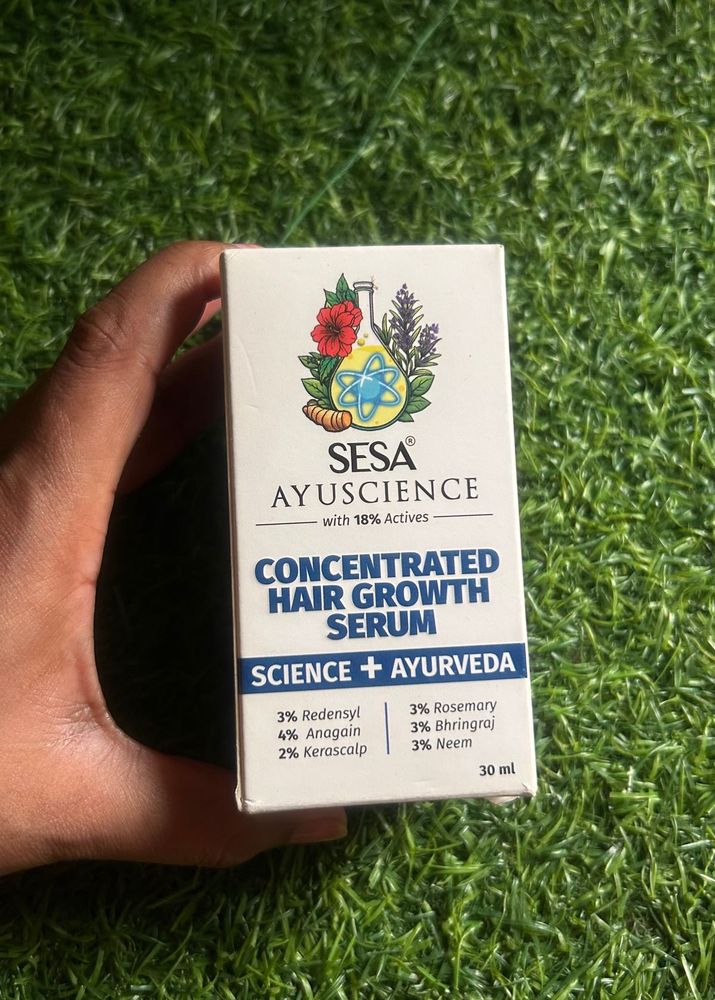 SESA®
AYUSCIENCE
with 18% Actives
CONCENTRATED
HAIR GROWTH
SERUM
SCIENCE + AYURVEDA
3% Redensyl
4% Anagain
2% Kerascalp
3% Rosemary
3% Bhringraj
3% Neem
30 ml